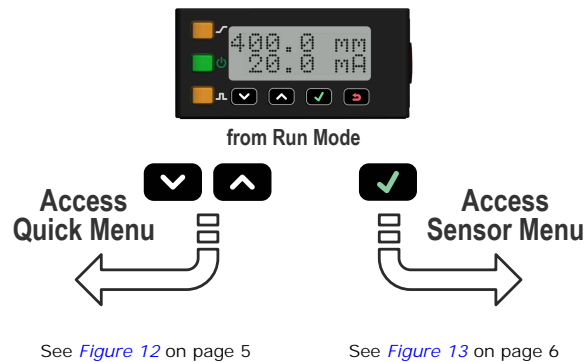 400.0 mm
20.0 mA
from Run Mode
Access
Quick Menu
Access
Sensor Menu
See Figure 12 on page 5
See Figure 13 on page 6